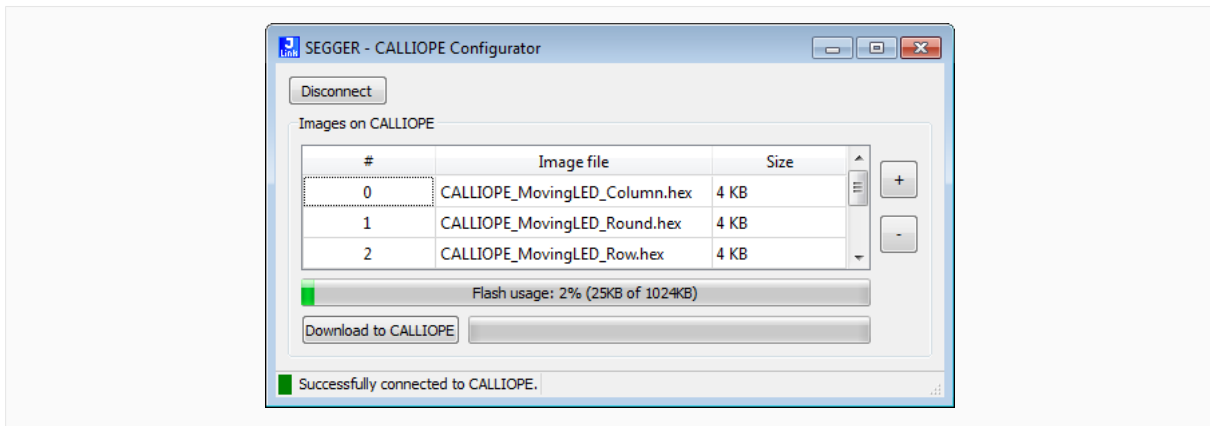 J
Link
SEGGER - CALLIOPE Configurator
Disconnect
Images on CALLIOPE
# Image file Size
0 CALLIOPE_MovingLED_Column.hex 4 KB
1 CALLIOPE_MovingLED_Round.hex 4 KB
2 CALLIOPE_MovingLED_Row.hex 4 KB
+
-
Flash usage: 2% (25KB of 1024KB)
Download to CALLIOPE
Successfully connected to CALLIOPE.